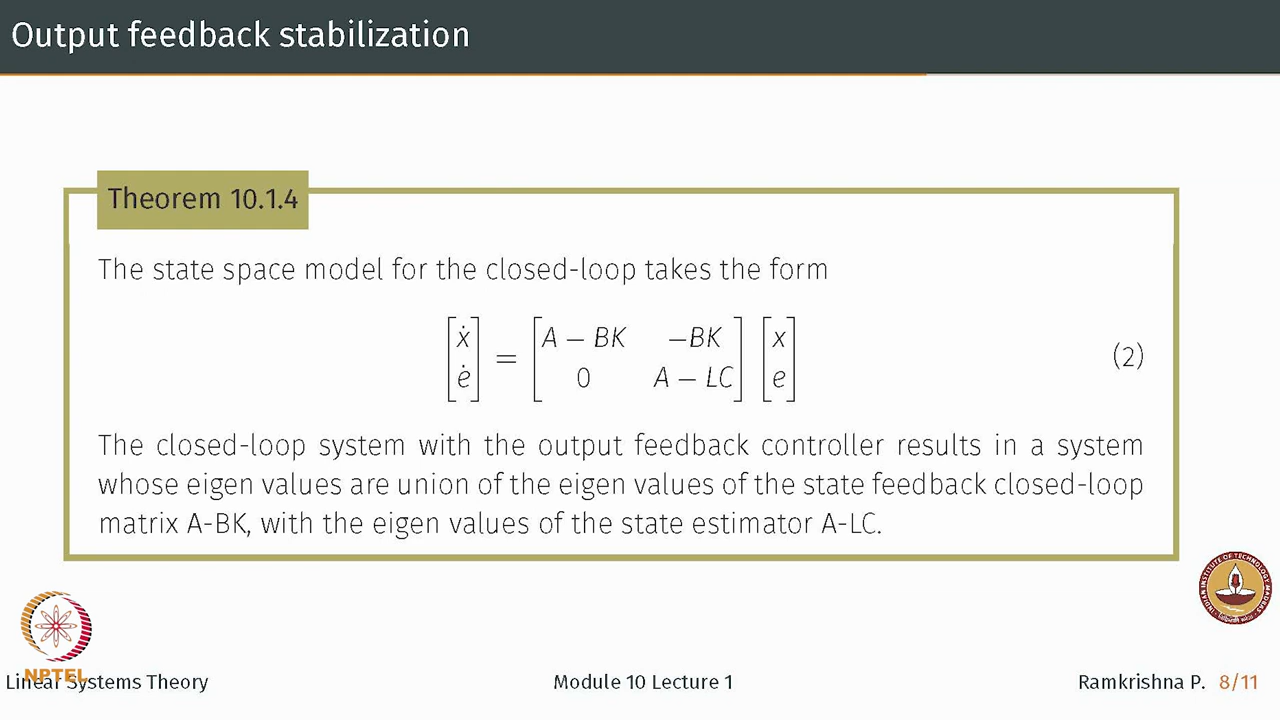 Output feedback stabilization
Theorem 10.1.4
The state space model for the closed-loop takes the form
[ẋ ė] = [A − BK −BK 0 A − LC] [x e] (2)
The closed-loop system with the output feedback controller results in a system
whose eigen values are union of the eigen values of the state feedback closed-loop
matrix A-BK, with the eigen values of the state estimator A-LC.
NPTEL
Linear Systems Theory Module 10 Lecture 1 Ramkrishna P. 8/11